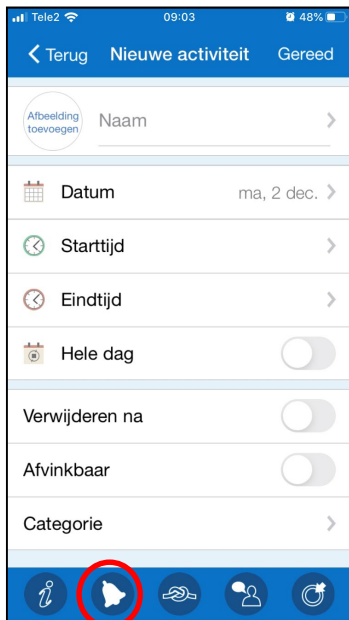 Tele2 09:03 48%
Terug Nieuwe activiteit Gereed
Afbeelding
toevoegen
Naam
Datum ma, 2 dec.
Starttijd
Eindtijd
Hele dag
Verwijderen na
Afvinkbaar
Categorie
i